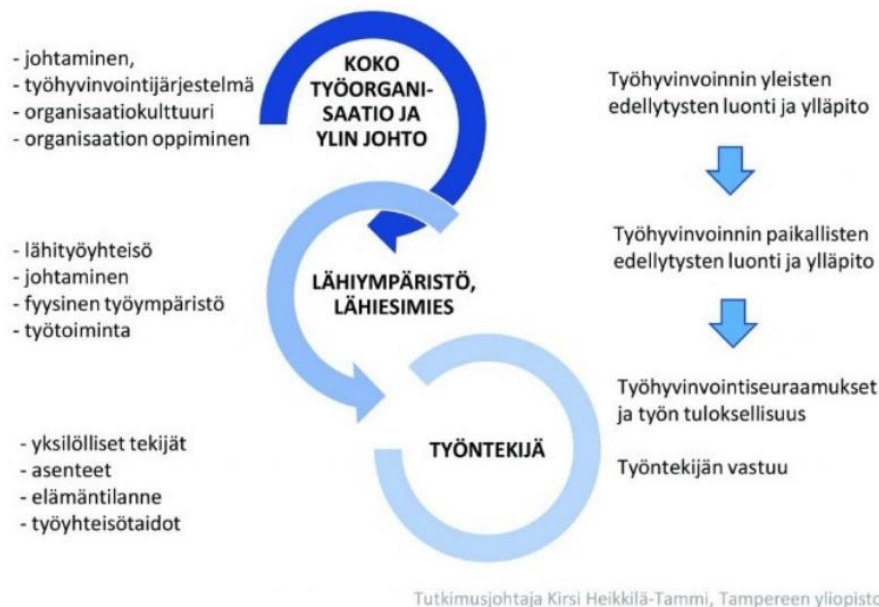 - johtaminen,
- työhyvinvointijärjestelmä
- organisaatiokulttuuri
- organisaation oppiminen
KOKO
TYÖORGANI-
SAATIO JA
YLIN JOHTO
Työhyvinvoinnin yleisten
edellytysten luonti ja ylläpito
- lähityöyhteisö
- johtaminen
- fyysinen työympäristö
- työtoiminta
LÄHIYMPÄRISTÖ,
LÄHIESIMIES
Työhyvinvoinnin paikallisten
edellytysten luonti ja ylläpito
- yksilölliset tekijät
- asenteet
- elämäntilanne
- työyhteisötaidot
TYÖNTEKIJÄ
Työhyvinvointiseuraamukset
ja työn tuloksellisuus
Työntekijän vastuu
Tutkimusjohtaja Kirsi Heikkilä-Tammi, Tampereen yliopisto